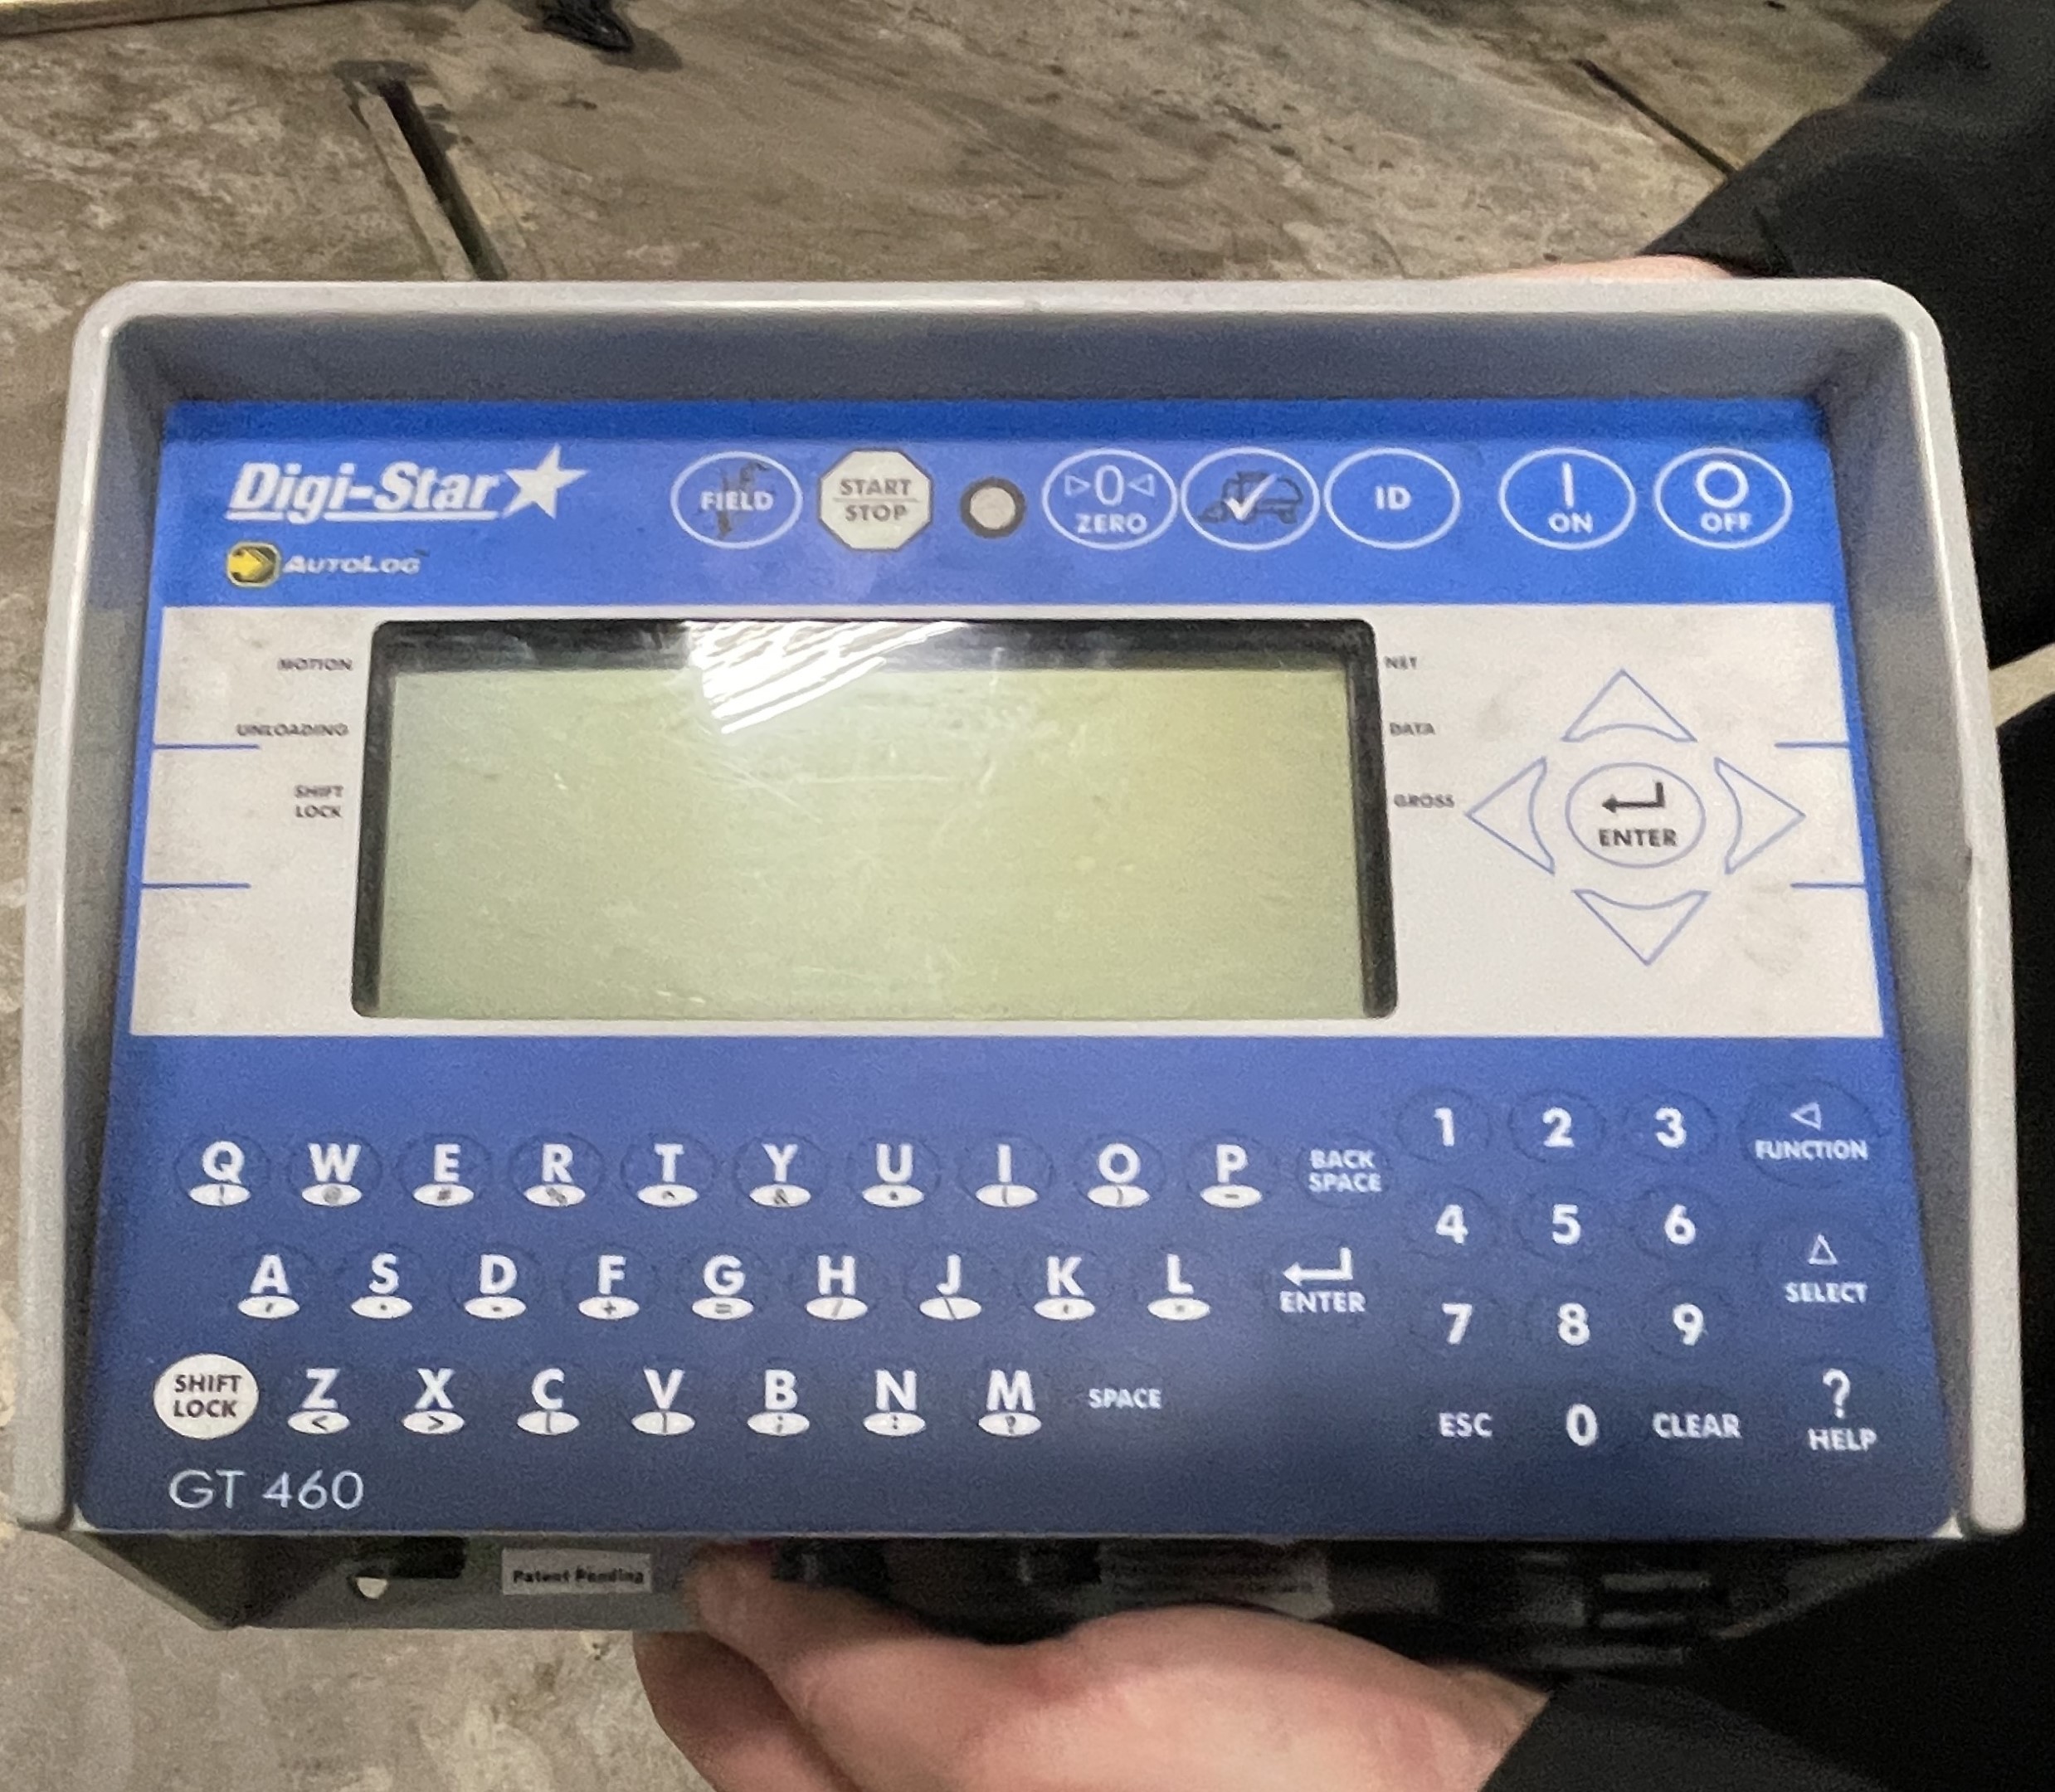 Digi-Star
AUTOLOG™
FIELD
START
STOP
0
ZERO
ID
ON
OFF
MOTION
UNLOADING
SHIFT
LOCK
NET
DATA
GROSS
ENTER
Q W E R T Y U I O P
BACK
SPACE
1 2 3
FUNCTION
A S D F G H J K L
ENTER
4 5 6
SELECT
7 8 9
SHIFT
LOCK
Z X C V B N M
SPACE
ESC 0 CLEAR
?
HELP
GT 460
Patent Pending